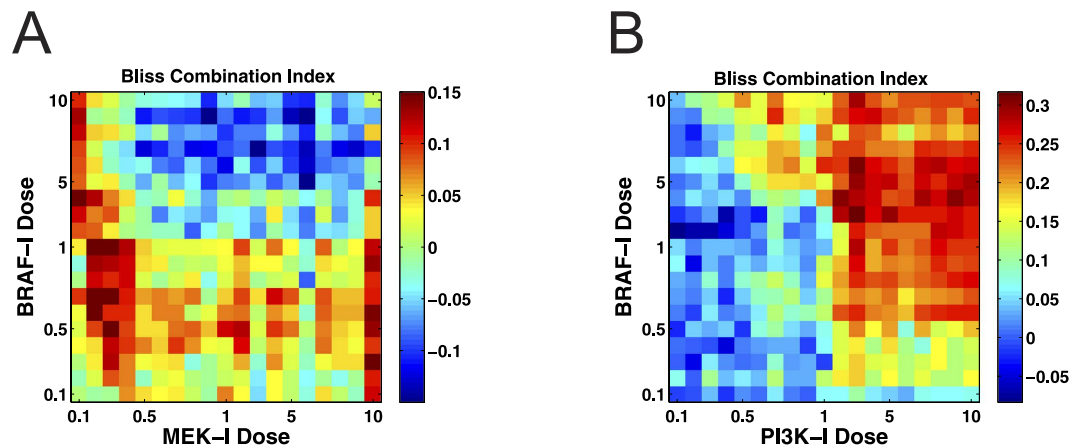 A
Bliss Combination Index
10
5
1
0.5
0.1
BRAF–I Dose
0.1 0.5 1 5 10
MEK–I Dose
0.15
0.1
0.05
0
−0.05
−0.1
B
Bliss Combination Index
10
5
1
0.5
0.1
BRAF–I Dose
0.1 0.5 1 5 10
PI3K–I Dose
0.3
0.25
0.2
0.15
0.1
0.05
0
−0.05